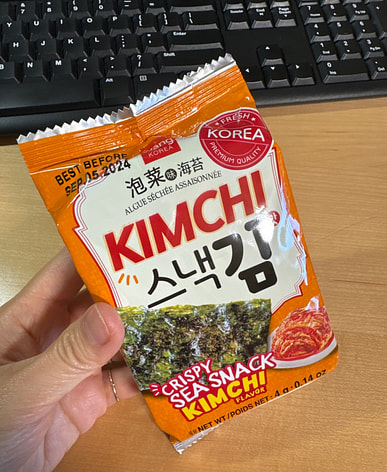 BEST BEFORE
SEP.05.2024
KOREA
FRESH
KOREA
PREMIUM QUALITY
泡菜味海苔
ALGUE SÉCHÉE ASSAISONNÉE
KIMCHI
스낵김
CRISPY
SEA SNACK
KIMCHI
FLAVOR
NET WT/POIDS NET: 4 g · 0.14 oz